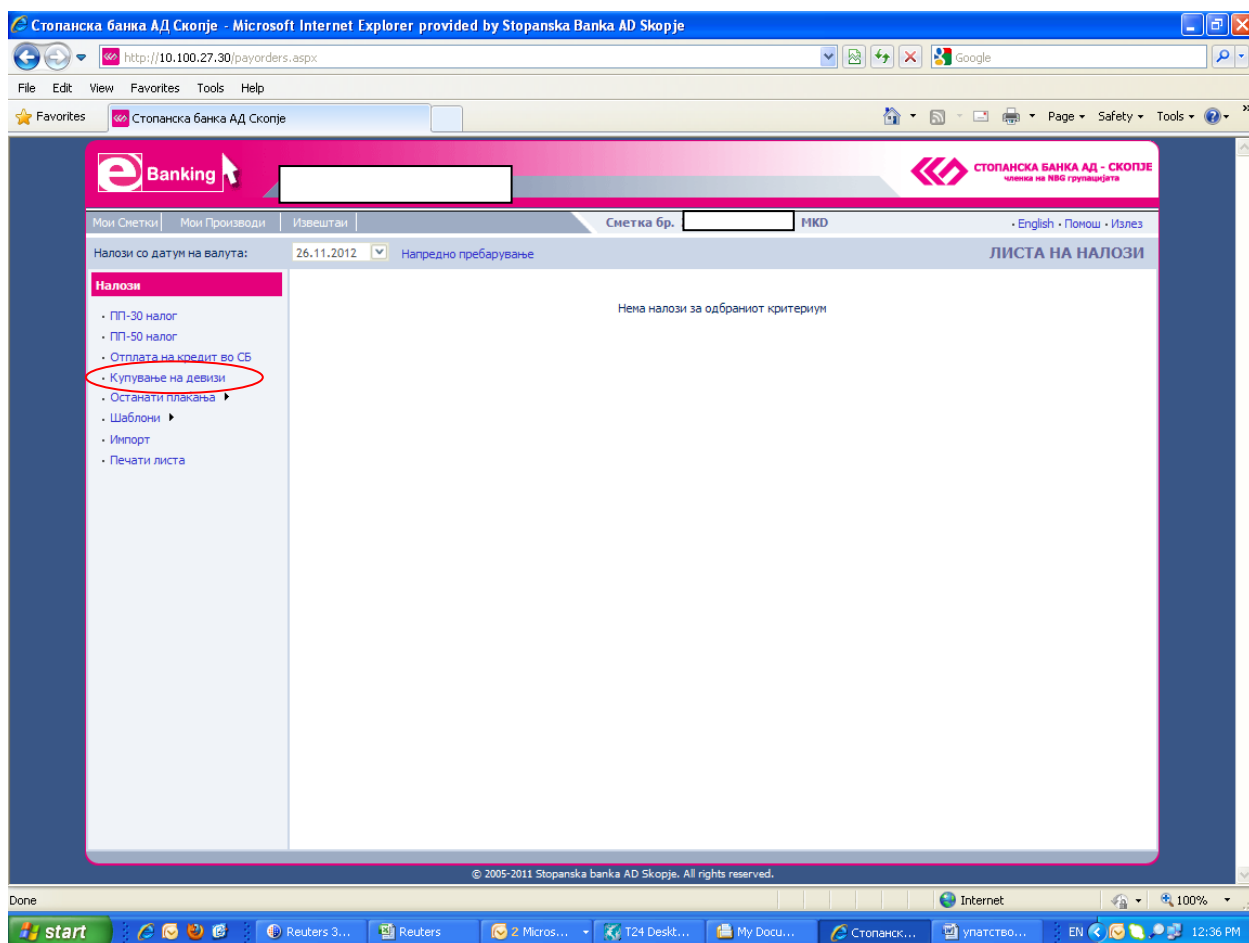 Стопанска банка АД Скопје - Microsoft Internet Explorer provided by Stopanska Banka AD Skopje
http://10.100.27.30/payorders.aspx
Google
File Edit View Favorites Tools Help
Favorites Стопанска банка АД Скопје Page Safety Tools
e Banking
СТОПАНСКА БАНКА АД - СКОПЈЕ
членка на NBG групацијата
Мои Сметки Мои Производи Извештаи Сметка бр. MKD • English • Помош • Излез
Налози со датум на валута: 26.11.2012 Напредно пребарување ЛИСТА НА НАЛОЗИ
Налози
Нема налози за одбраниот критериум
• ПП-30 налог
• ПП-50 налог
• Отплата на кредит во СБ
• Купување на девизи
• Останати плакања
• Шаблони
• Импорт
• Печати листа
© 2005-2011 Stopanska banka AD Skopje. All rights reserved.
Done Internet 100%
start Reuters 3... Reuters 2 Micros... T24 Deskt... My Docu... Стопанск... упатство... EN 12:36 PM